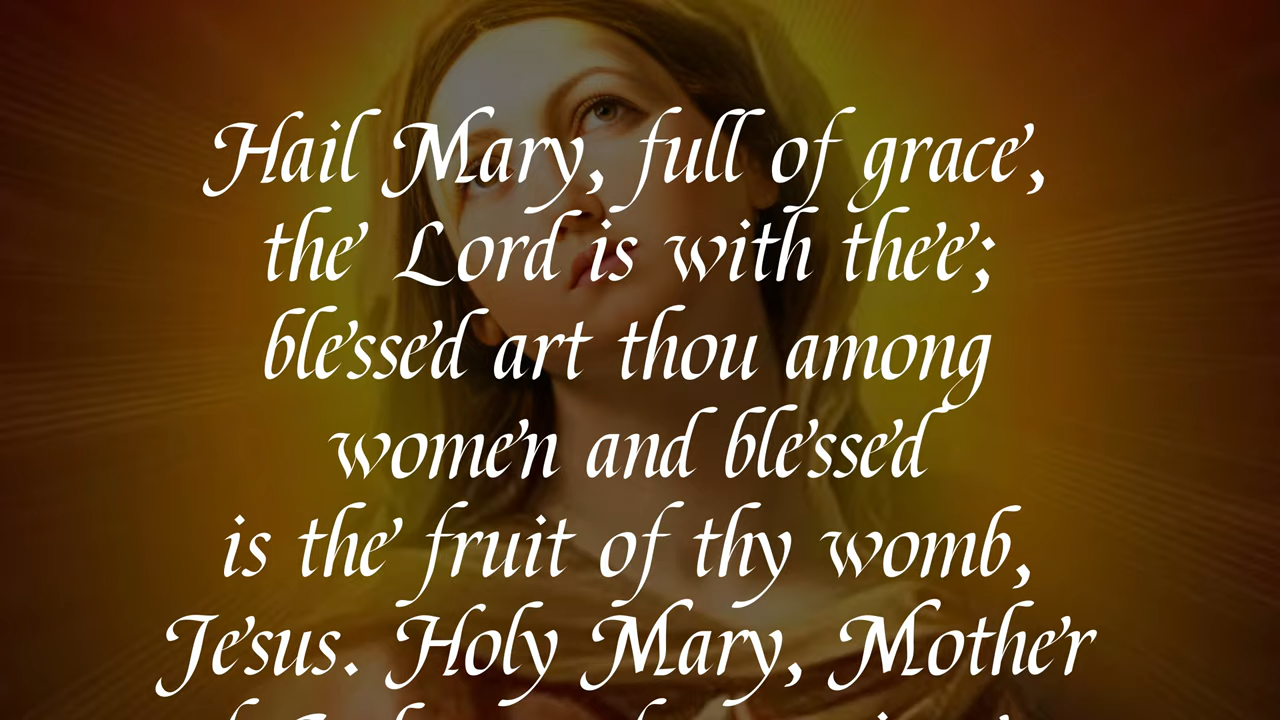 Hail Mary, full of grace,
the Lord is with thee;
blessed art thou among
women and blessed
is the fruit of thy womb,
Jesus. Holy Mary, Mother